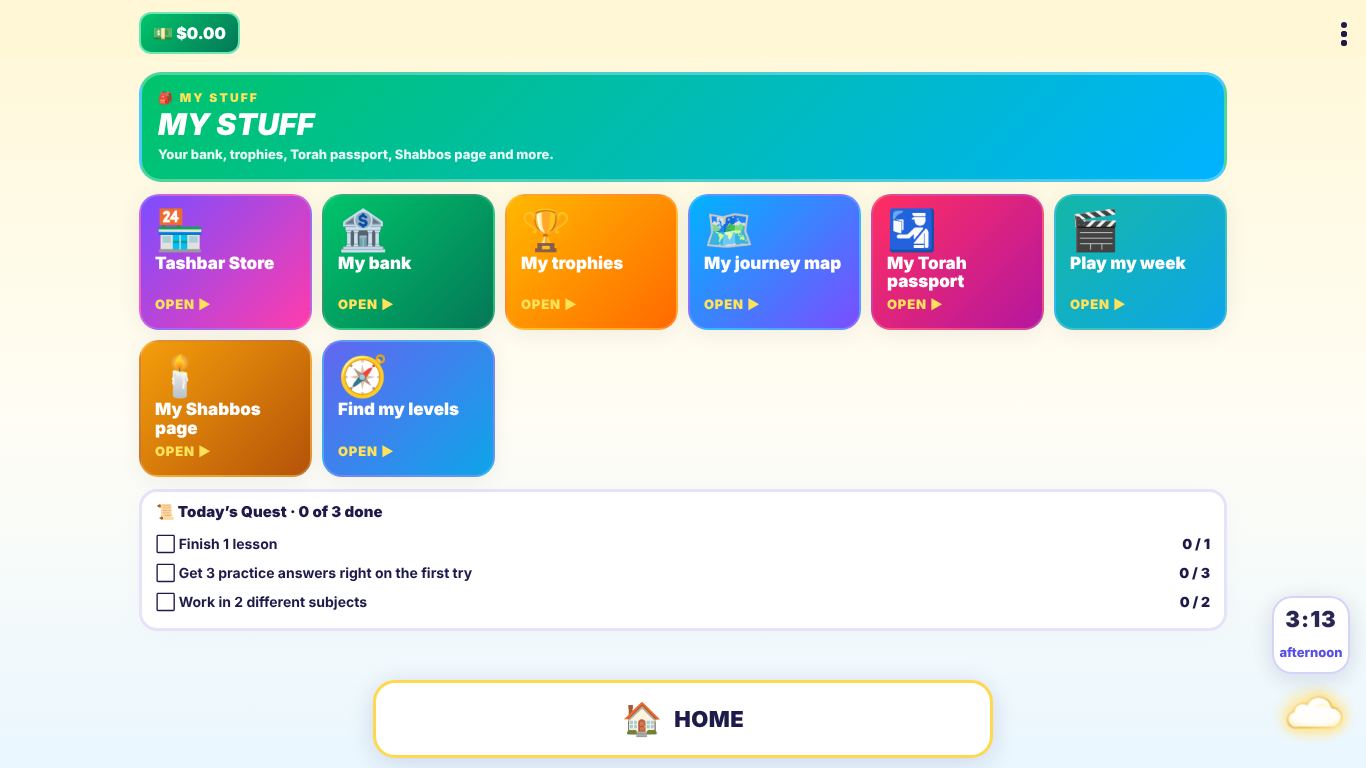 $0.00
MY STUFF
MY STUFF
Your bank, trophies, Torah passport, Shabbos page and more.
24
Tashbar Store
OPEN ▶
$
My bank
OPEN ▶
My trophies
OPEN ▶
My journey map
OPEN ▶
My Torah
passport
OPEN ▶
Play my week
OPEN ▶
My Shabbos
page
OPEN ▶
Find my levels
OPEN ▶
Today’s Quest · 0 of 3 done
Finish 1 lesson 0 / 1
Get 3 practice answers right on the first try 0 / 3
Work in 2 different subjects 0 / 2
3:13
afternoon
HOME